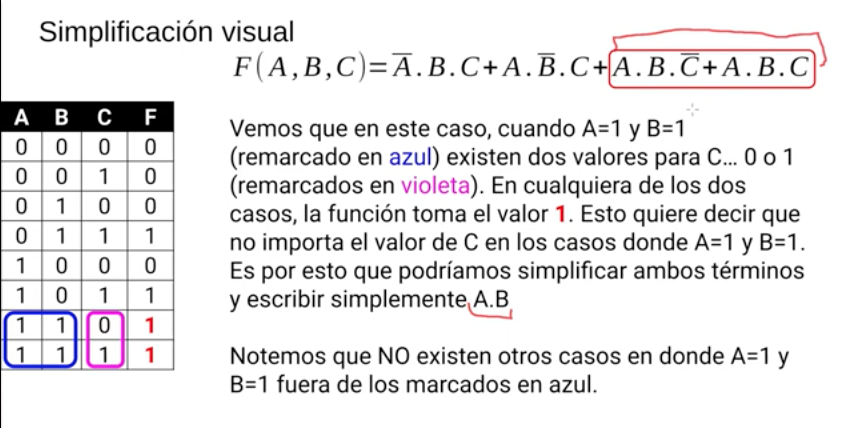 Simplificación visual
F(A,B,C)=A̅.B.C+A.B̅.C+A.B.C̅+A.B.C
A B C F
0 0 0 0
0 0 1 0
0 1 0 0
0 1 1 1
1 0 0 0
1 0 1 1
1 1 0 1
1 1 1 1
Vemos que en este caso, cuando A=1 y B=1
(remarcado en azul) existen dos valores para C... 0 o 1
(remarcados en violeta). En cualquiera de los dos
casos, la función toma el valor 1. Esto quiere decir que
no importa el valor de C en los casos donde A=1 y B=1.
Es por esto que podríamos simplificar ambos términos
y escribir simplemente A.B
Notemos que NO existen otros casos en donde A=1 y
B=1 fuera de los marcados en azul.